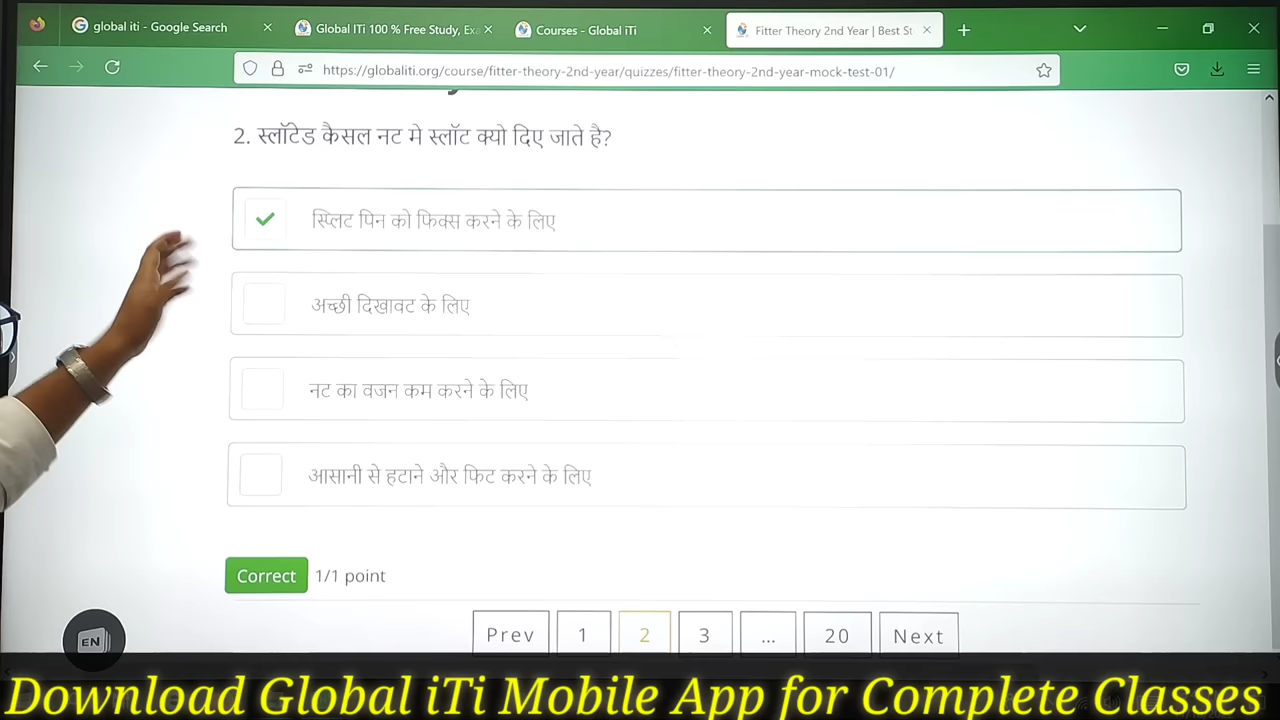 global iti - Google Search
Global ITi 100 % Free Study, Ex
Courses - Global iTi
Fitter Theory 2nd Year | Best St
https://globaliti.org/course/fitter-theory-2nd-year/quizzes/fitter-theory-2nd-year-mock-test-01/
2. स्लॉटेड कैसल नट मे स्लॉट क्यो दिए जाते है?
स्प्लिट पिन को फिक्स करने के लिए
अच्छी दिखावट के लिए
नट का वजन कम करने के लिए
आसानी से हटाने और फिट करने के लिए
Correct 1/1 point
Prev 1 2 3 ... 20 Next
EN
Download Global iTi Mobile App for Complete Classes